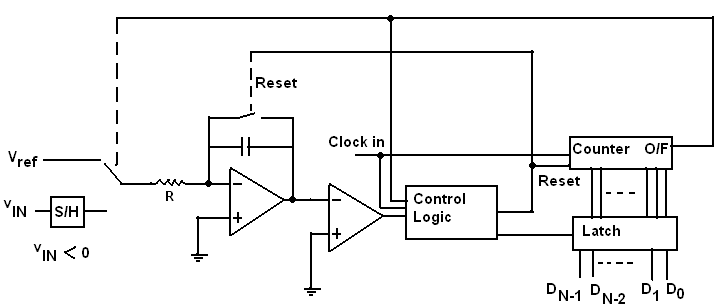 Reset
Vref
Clock in
Counter O/F
R
−
+
−
+
Control
Logic
Reset
VIN
S/H
Latch
VIN < 0
DN-1 DN-2 D1 D0